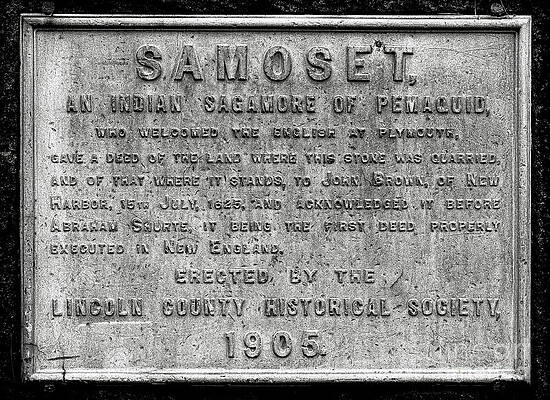 SAMOSET,
AN INDIAN SAGAMORE OF PEMAQUID,
WHO WELCOMED THE ENGLISH AT PLYMOUTH,
GAVE A DEED OF THE LAND WHERE THIS STONE WAS QUARRIED,
AND OF THAT WHERE IT STANDS, TO JOHN BROWN, OF NEW
HARBOR, 15TH JULY, 1625, AND ACKNOWLEDGED IT BEFORE
ABRAHAM SHURTE, IT BEING THE FIRST DEED PROPERLY
EXECUTED IN NEW ENGLAND.
ERECTED BY THE
LINCOLN COUNTY HISTORICAL SOCIETY,
1905.